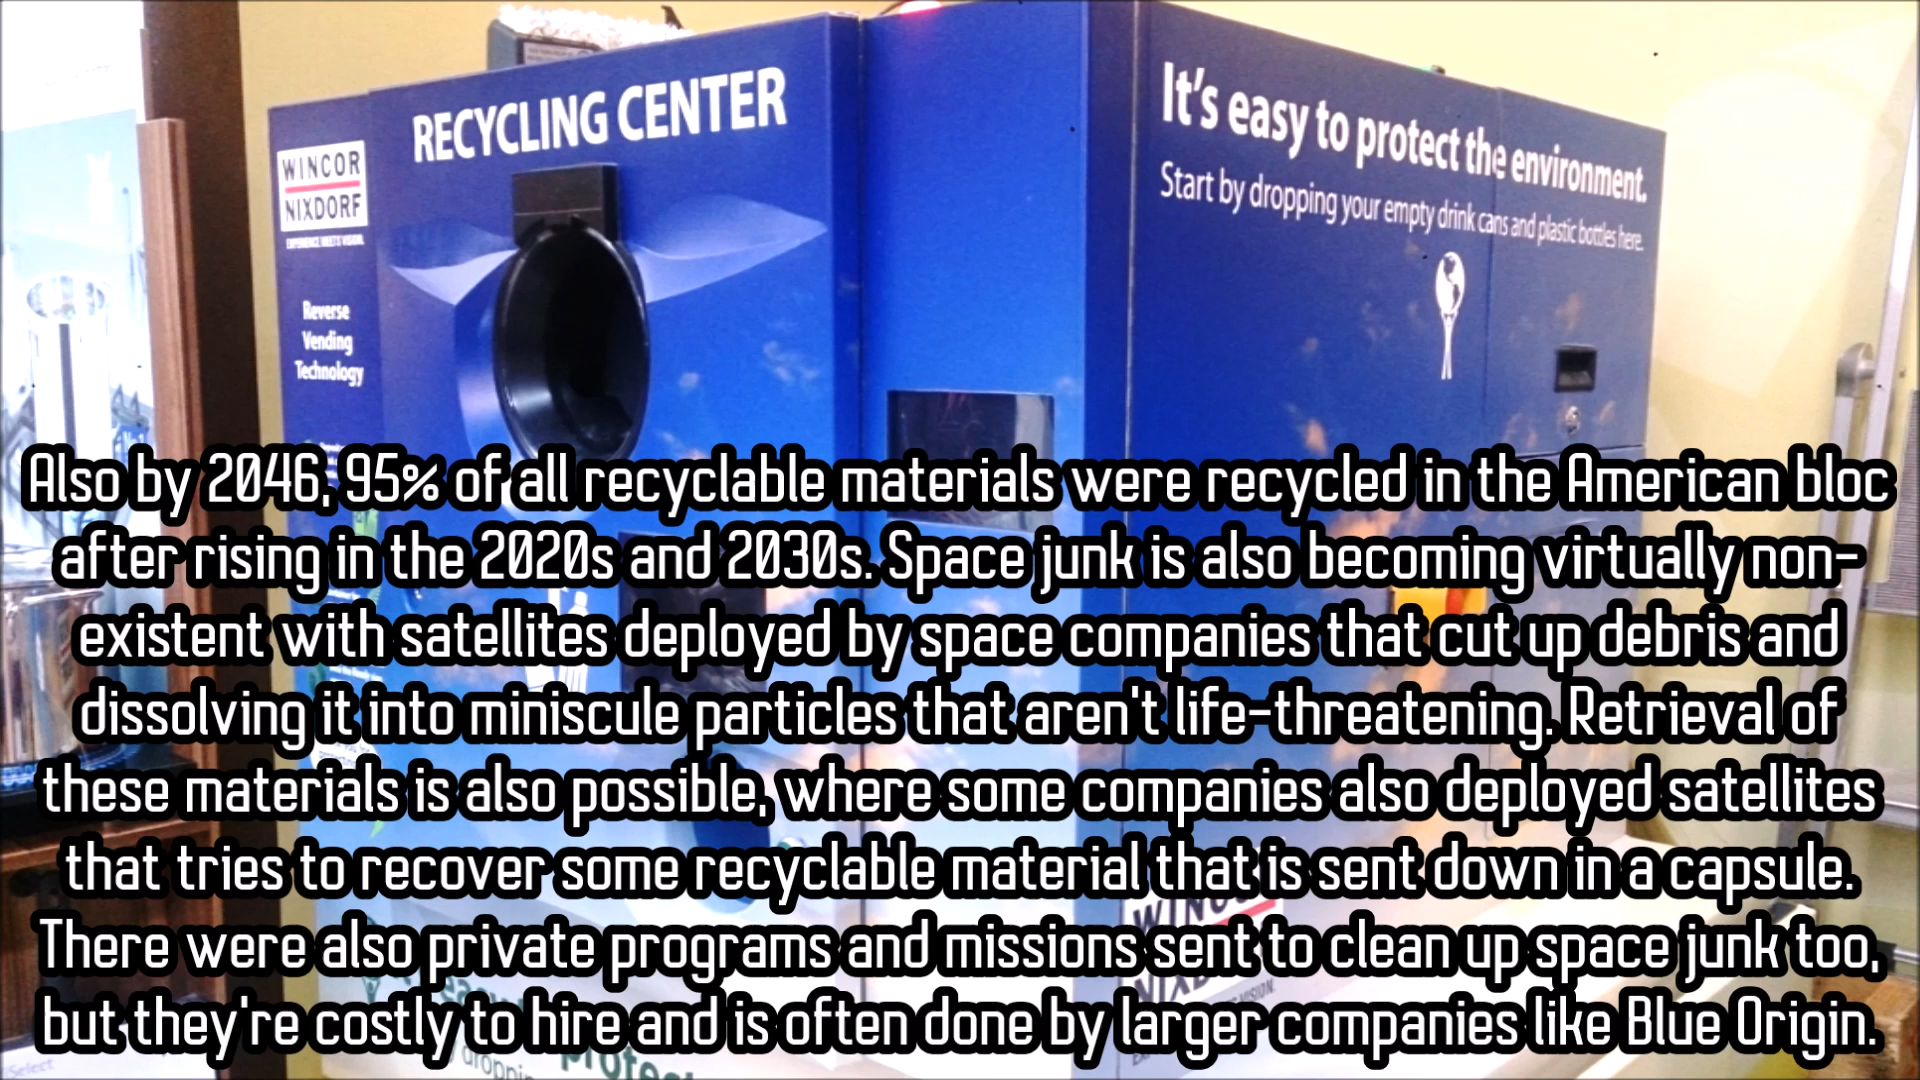 RECYCLING CENTER
WINCOR
NIXDORF
EXPERIENCE MEETS VISION.
Reverse
Vending
Technology
It's easy to protect the environment.
Start by dropping your empty drink cans and plastic bottles here.
Also by 2046, 95% of all recyclable materials were recycled in the American bloc
after rising in the 2020s and 2030s. Space junk is also becoming virtually non-
existent with satellites deployed by space companies that cut up debris and
dissolving it into miniscule particles that aren't life-threatening. Retrieval of
these materials is also possible, where some companies also deployed satellites
that tries to recover some recyclable material that is sent down in a capsule.
There were also private programs and missions sent to clean up space junk too,
but they're costly to hire and is often done by larger companies like Blue Origin.